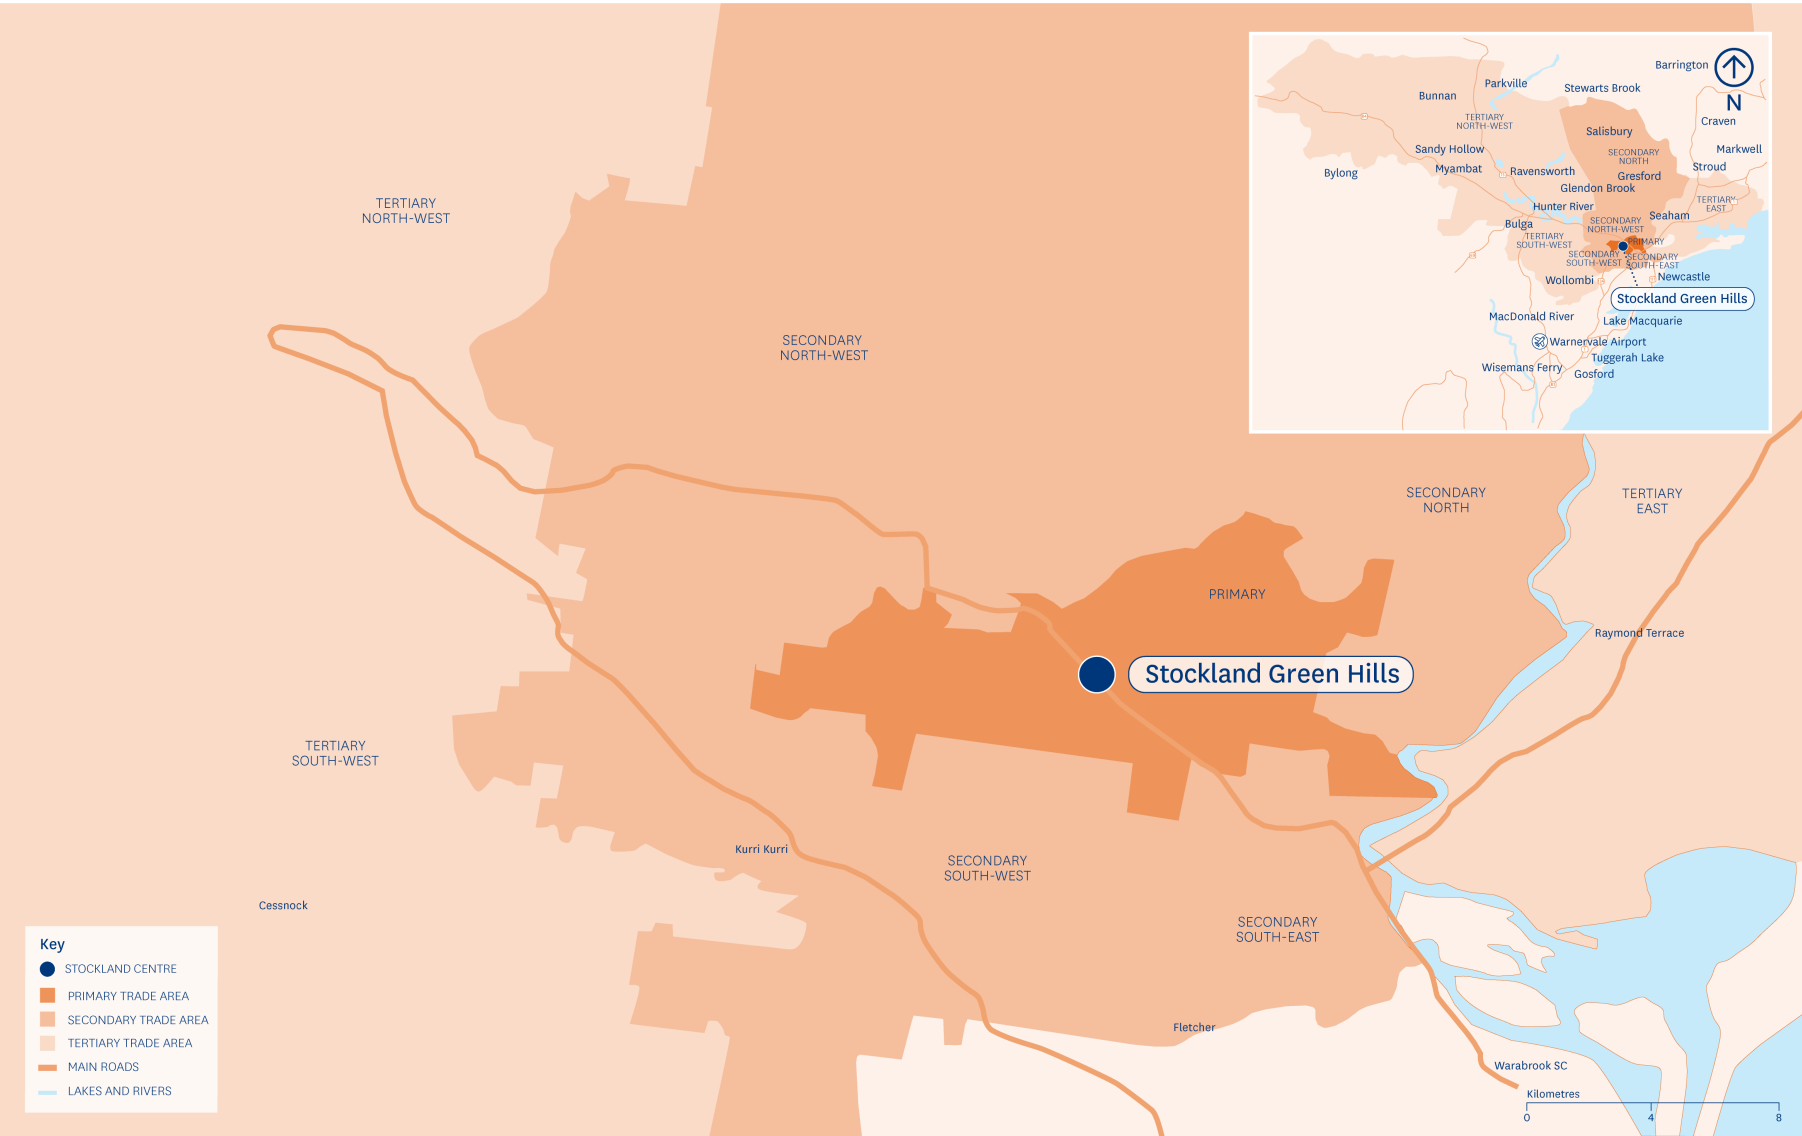 TERTIARY
NORTH-WEST
SECONDARY
NORTH-WEST
SECONDARY
NORTH
TERTIARY
EAST
PRIMARY
Raymond Terrace
Stockland Green Hills
TERTIARY
SOUTH-WEST
Kurri Kurri
SECONDARY
SOUTH-WEST
Cessnock
SECONDARY
SOUTH-EAST
Fletcher
Warabrook SC
Kilometres
0 4 8
Key
STOCKLAND CENTRE
PRIMARY TRADE AREA
SECONDARY TRADE AREA
TERTIARY TRADE AREA
MAIN ROADS
LAKES AND RIVERS
Barrington
N
Parkville
Stewarts Brook
Bunnan
TERTIARY
NORTH-WEST
Craven
Salisbury
Sandy Hollow
SECONDARY
NORTH
Markwell
Myambat
Ravensworth
Stroud
Bylong
Gresford
Glendon Brook
TERTIARY
EAST
Hunter River
Seaham
Bulga
SECONDARY
NORTH-WEST
TERTIARY
SOUTH-WEST
PRIMARY
SECONDARY
SOUTH-WEST
SECONDARY
SOUTH-EAST
Wollombi
Newcastle
Stockland Green Hills
MacDonald River
Lake Macquarie
Warnervale Airport
Tuggerah Lake
Wisemans Ferry
Gosford